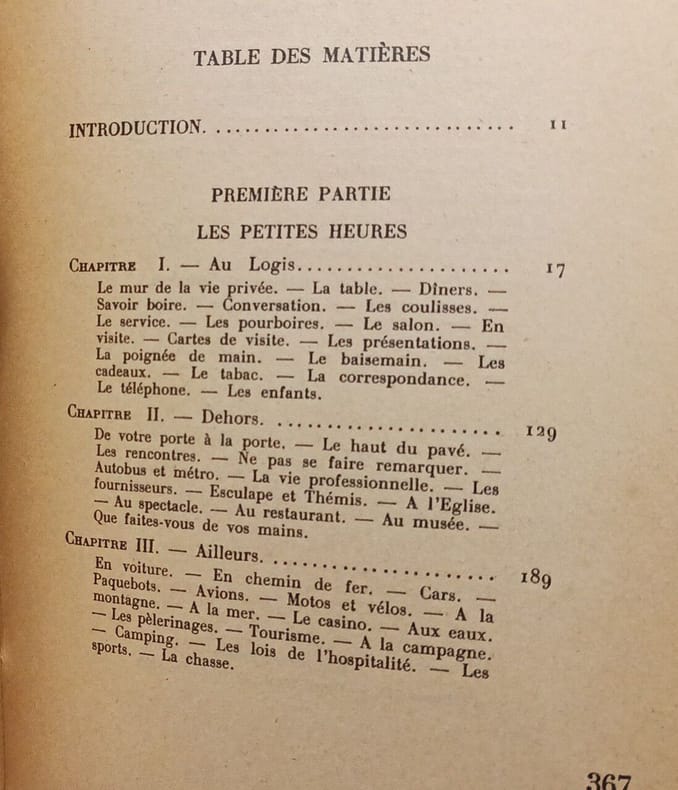 TABLE DES MATIÈRES
INTRODUCTION. .............................. 11
PREMIÈRE PARTIE
LES PETITES HEURES
CHAPITRE I. — Au Logis...................... 17
Le mur de la vie privée. — La table. — Dîners. —
Savoir boire. — Conversation. — Les coulisses. —
Le service. — Les pourboires. — Le salon. — En
visite. — Cartes de visite. — Les présentations. —
La poignée de main. — Le baisemain. — Les
cadeaux. — Le tabac. — La correspondance. —
Le téléphone. — Les enfants.
CHAPITRE II. — Dehors. ...................... 129
De votre porte à la porte. — Le haut du pavé. —
Les rencontres. — Ne pas se faire remarquer. —
Autobus et métro. — La vie professionnelle. — Les
fournisseurs. — Esculape et Thémis. — A l'Eglise.
— Au spectacle. — Au restaurant. — Au musée. —
Que faites-vous de vos mains.
CHAPITRE III. — Ailleurs. ...................... 189
En voiture. — En chemin de fer. — Cars. —
Paquebots. — Avions. — Motos et vélos. — A la
montagne. — A la mer. — Le casino. — Aux eaux.
— Les pèlerinages. — Tourisme. — A la campagne.
— Camping. — Les lois de l'hospitalité. — Les
sports. — La chasse.
367